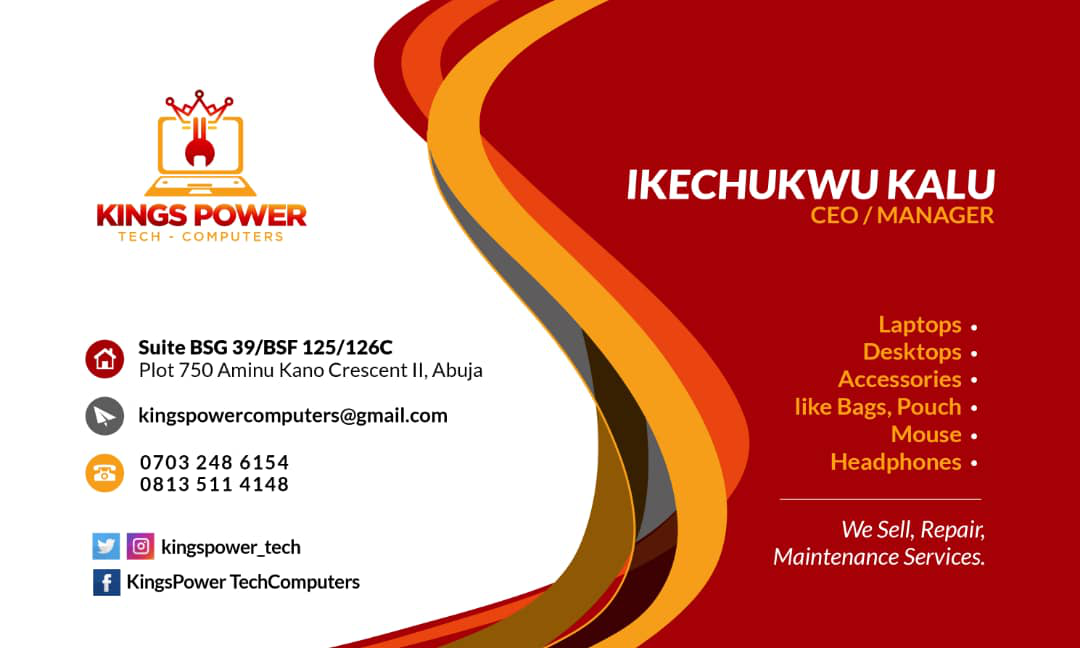 KINGS POWER
TECH - COMPUTERS
IKECHUKWU KALU
CEO / MANAGER
Suite BSG 39/BSF 125/126C
Plot 750 Aminu Kano Crescent II, Abuja
kingspowercomputers@gmail.com
0703 248 6154
0813 511 4148
kingspower_tech
KingsPower TechComputers
Laptops •
Desktops •
Accessories •
like Bags, Pouch •
Mouse •
Headphones •
We Sell, Repair,
Maintenance Services.